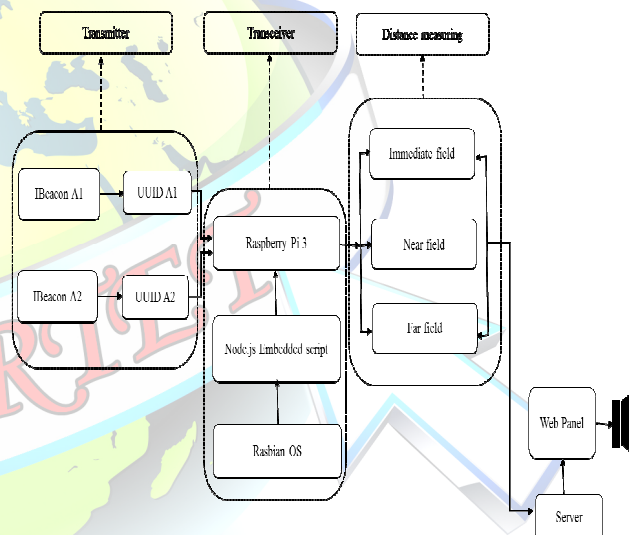 Transmitter
Transceiver
Distance measuring
IBeacon A1
UUID A1
IBeacon A2
UUID A2
Raspberry Pi 3
Node.js Embedded script
Rasbian OS
Immediate field
Near field
Far field
Web Panel
Server